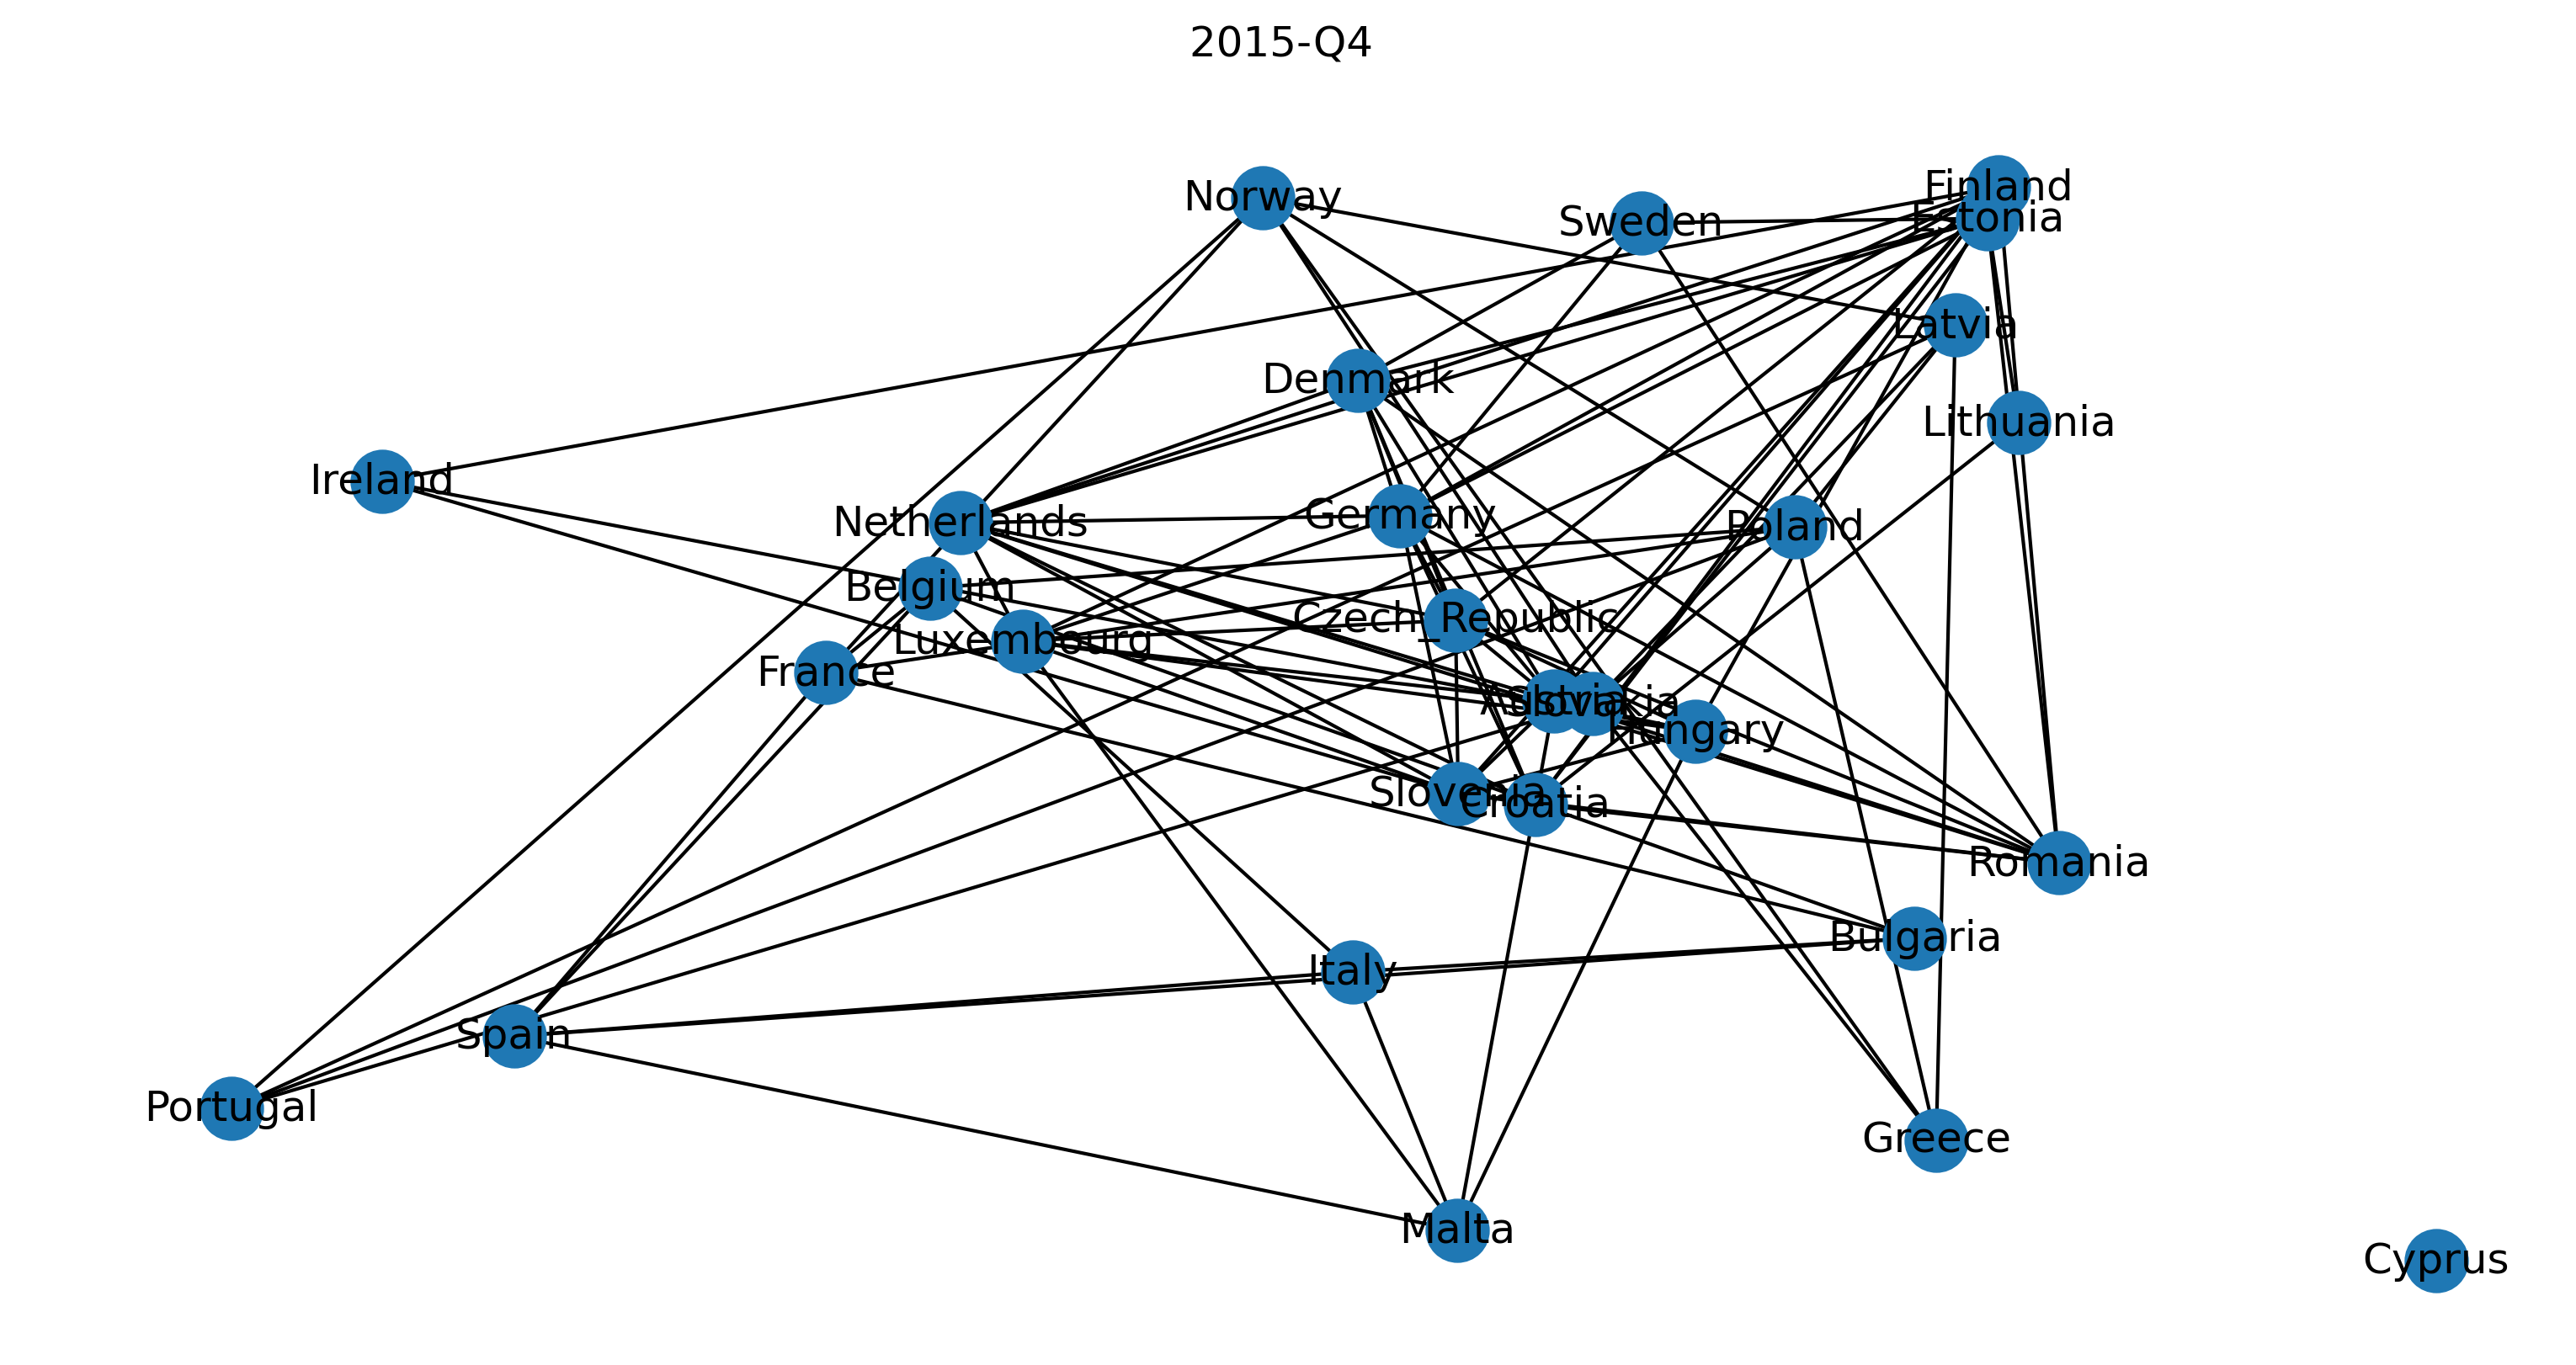 2015-Q4
Finland
Norway
Sweden
Estonia
Latvia
Denmark
Lithuania
Ireland
Netherlands
Germany
Poland
Belgium
Czech_Republic
Luxembourg
France
Austria
Slovakia
Hungary
Slovenia
Croatia
Romania
Bulgaria
Italy
Spain
Portugal
Greece
Malta
Cyprus